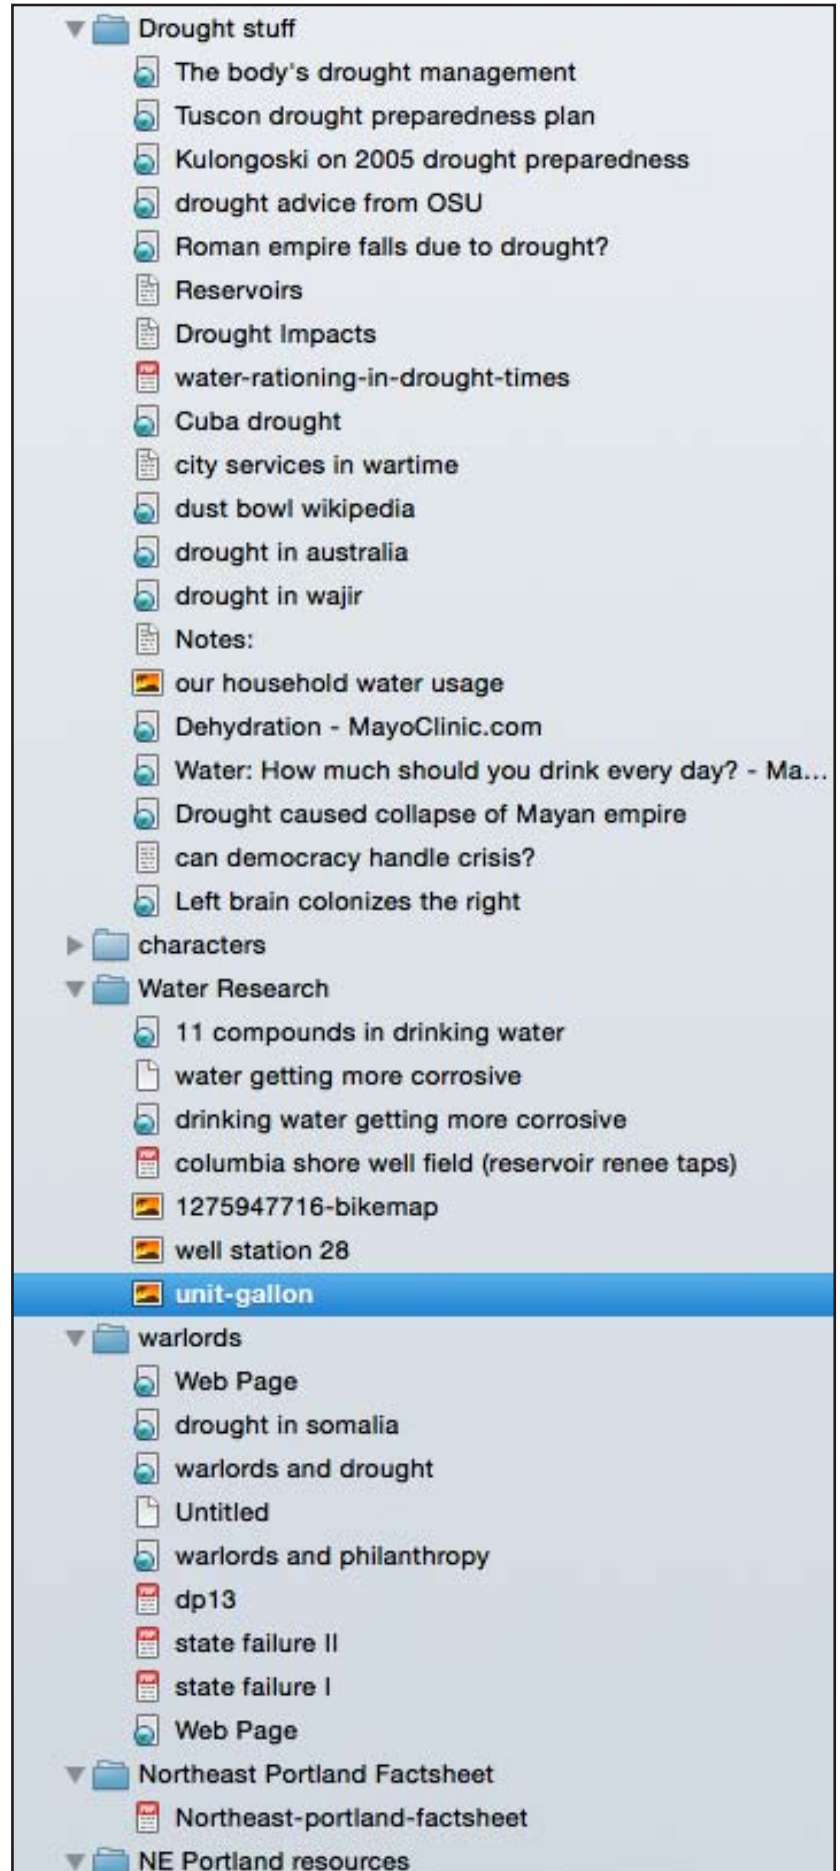 Drought stuff
The body's drought management
Tuscon drought preparedness plan
Kulongoski on 2005 drought preparedness
drought advice from OSU
Roman empire falls due to drought?
Reservoirs
Drought Impacts
water-rationing-in-drought-times
Cuba drought
city services in wartime
dust bowl wikipedia
drought in australia
drought in wajir
Notes:
our household water usage
Dehydration - MayoClinic.com
Water: How much should you drink every day? - Ma...
Drought caused collapse of Mayan empire
can democracy handle crisis?
Left brain colonizes the right
characters
Water Research
11 compounds in drinking water
water getting more corrosive
drinking water getting more corrosive
columbia shore well field (reservoir renee taps)
1275947716-bikemap
well station 28
unit-gallon
warlords
Web Page
drought in somalia
warlords and drought
Untitled
warlords and philanthropy
dp13
state failure II
state failure I
Web Page
Northeast Portland Factsheet
Northeast-portland-factsheet
NE Portland resources